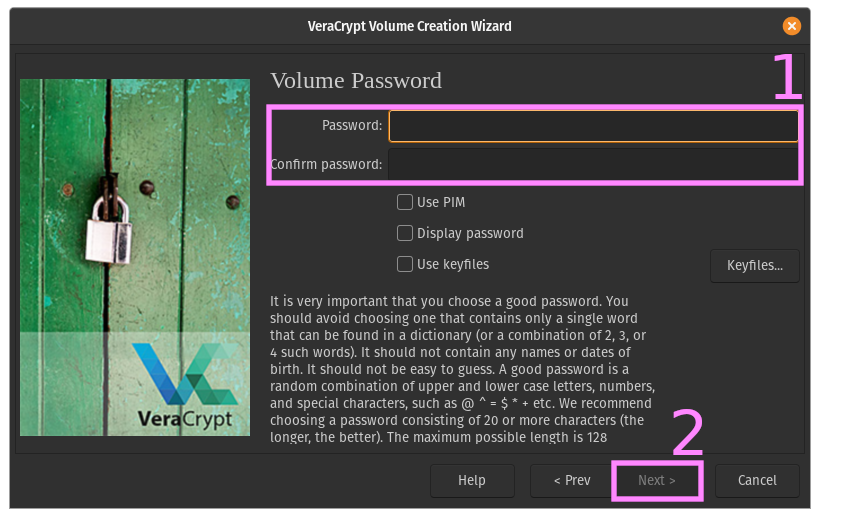 VeraCrypt Volume Creation Wizard
Volume Password
1
Password:
Confirm password:
Use PIM
Display password
Use keyfiles
Keyfiles...
It is very important that you choose a good password. You
should avoid choosing one that contains only a single word
that can be found in a dictionary (or a combination of 2, 3, or
4 such words). It should not contain any names or dates of
birth. It should not be easy to guess. A good password is a
random combination of upper and lower case letters, numbers,
and special characters, such as @ ^ = $ * + etc. We recommend
choosing a password consisting of 20 or more characters (the
longer, the better). The maximum possible length is 128
VeraCrypt
2
Help
< Prev
Next >
Cancel